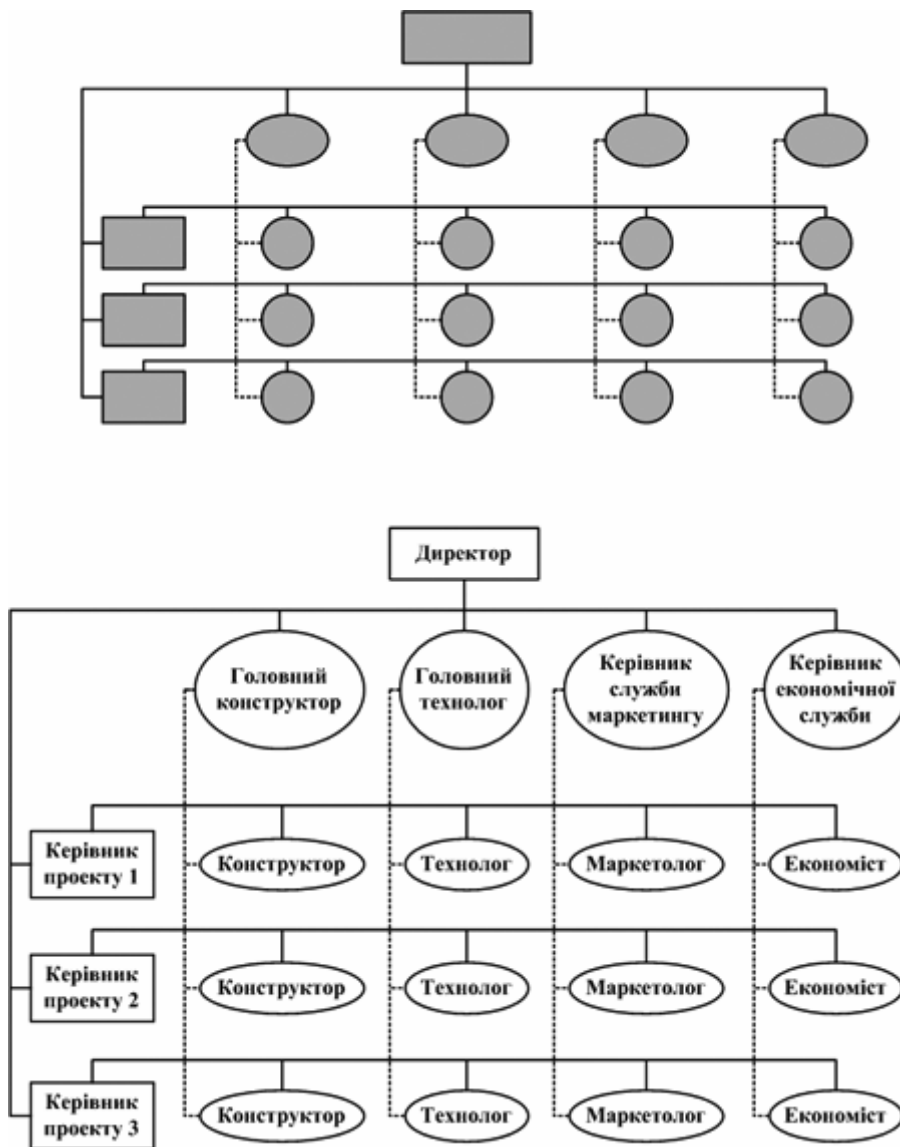 Директор
Головний
конструктор
Головний
технолог
Керівник
служби
маркетингу
Керівник
економічної
служби
Керівник
проекту 1
Конструктор
Технолог
Маркетолог
Економіст
Керівник
проекту 2
Конструктор
Технолог
Маркетолог
Економіст
Керівник
проекту 3
Конструктор
Технолог
Маркетолог
Економіст